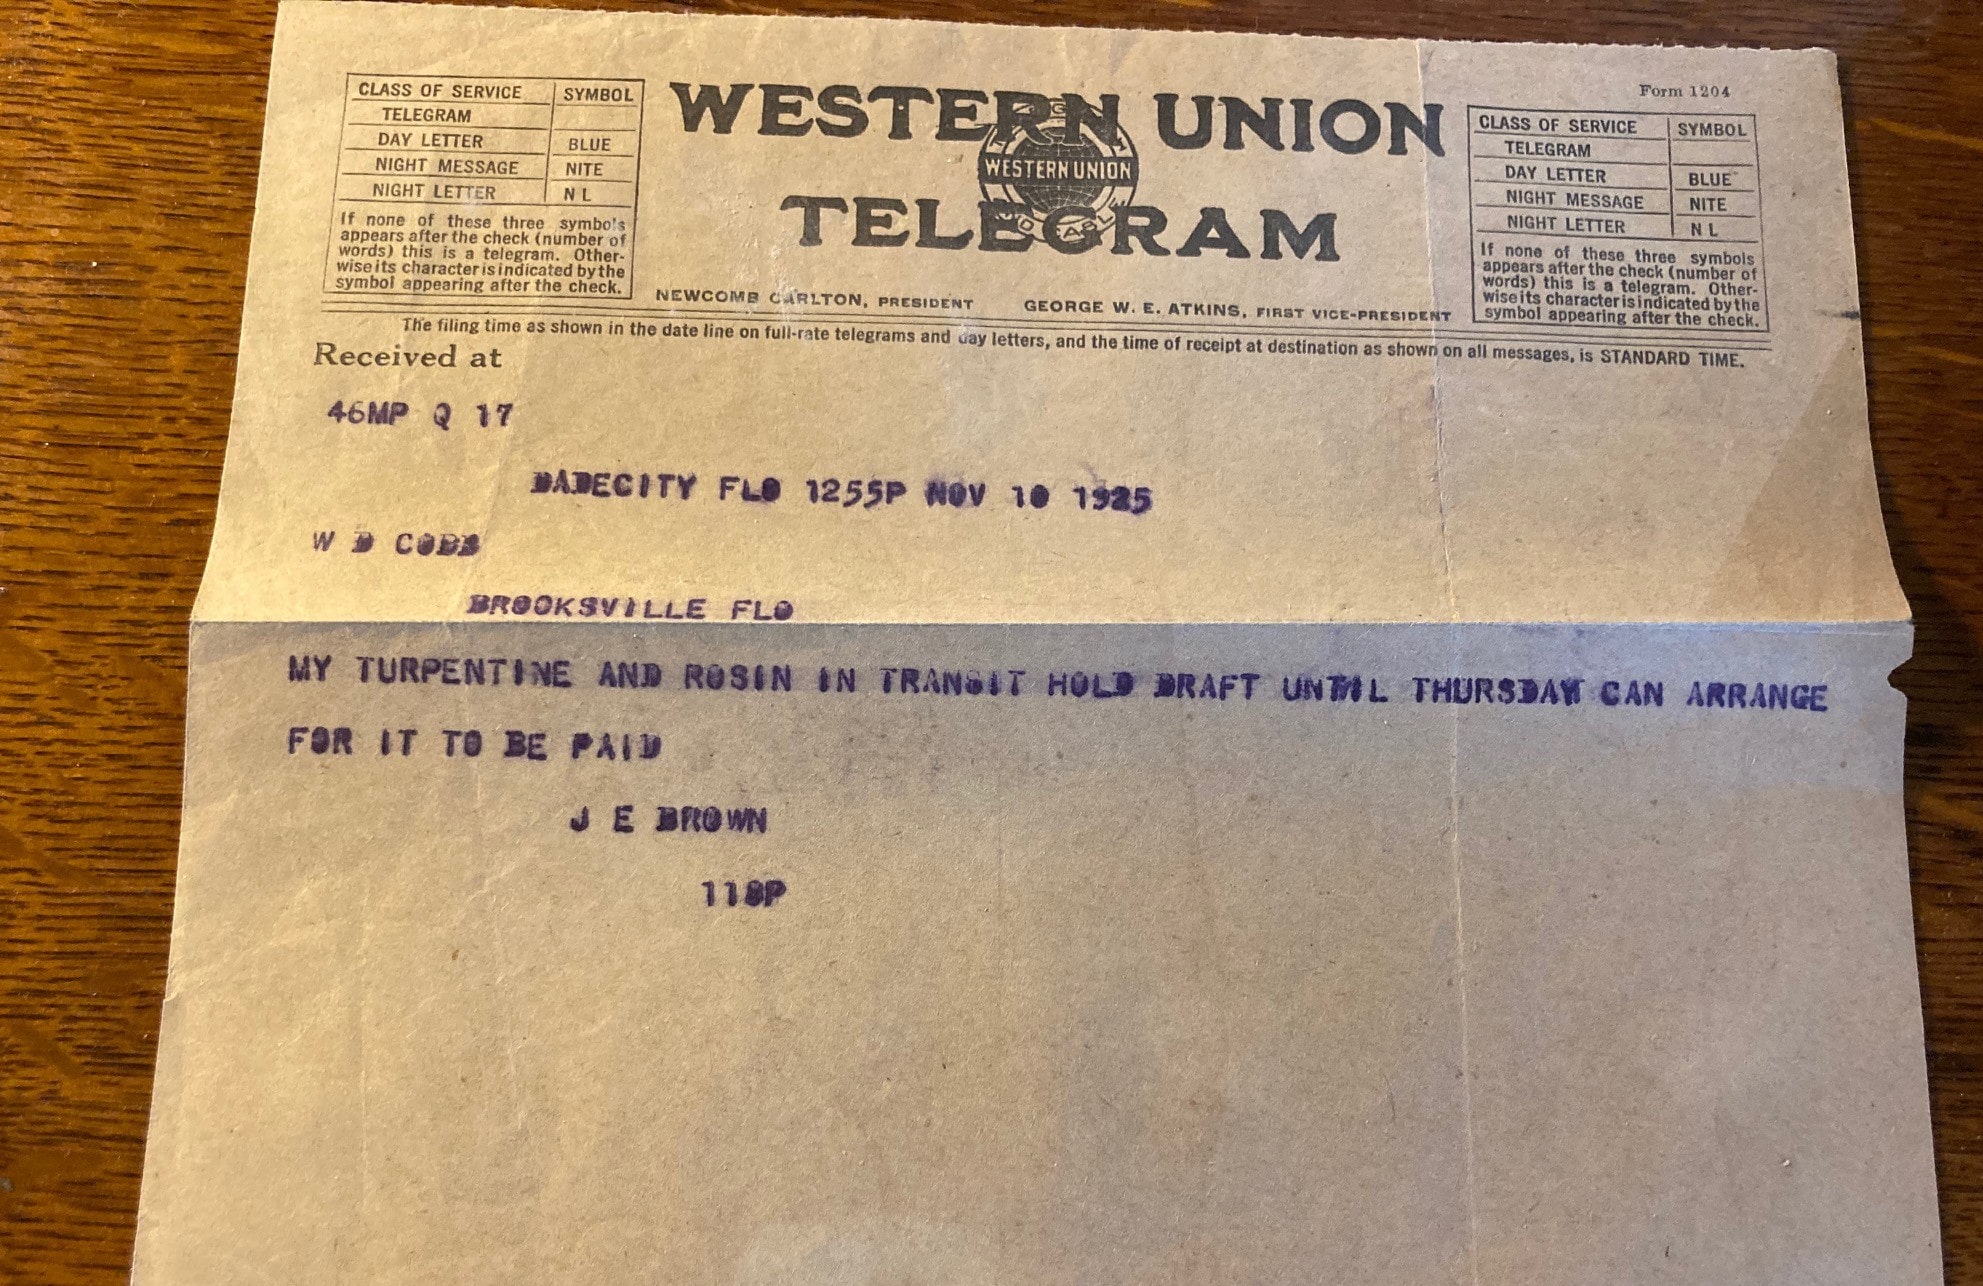 Form 1204
CLASS OF SERVICE SYMBOL
TELEGRAM
DAY LETTER BLUE
NIGHT MESSAGE NITE
NIGHT LETTER N L
If none of these three symbols
appears after the check (number of
words) this is a telegram. Other-
wise its character is indicated by the
symbol appearing after the check.
WESTERN UNION
WESTERN UNION
TELEGRAM
CLASS OF SERVICE SYMBOL
TELEGRAM
DAY LETTER BLUE
NIGHT MESSAGE NITE
NIGHT LETTER N L
If none of these three symbols
appears after the check (number of
words) this is a telegram. Other-
wise its character is indicated by the
symbol appearing after the check.
NEWCOMB CARLTON, PRESIDENT GEORGE W. E. ATKINS, FIRST VICE-PRESIDENT
The filing time as shown in the date line on full-rate telegrams and day letters, and the time of receipt at destination as shown on all messages, is STANDARD TIME.
Received at
46MP Q 17
DADECITY FLO 1255P NOV 10 1925
W D COBB
BROOKSVILLE FLO
MY TURPENTINE AND ROSIN IN TRANSIT HOLD DRAFT UNTIL THURSDAY CAN ARRANGE
FOR IT TO BE PAID
J E BROWN
118P